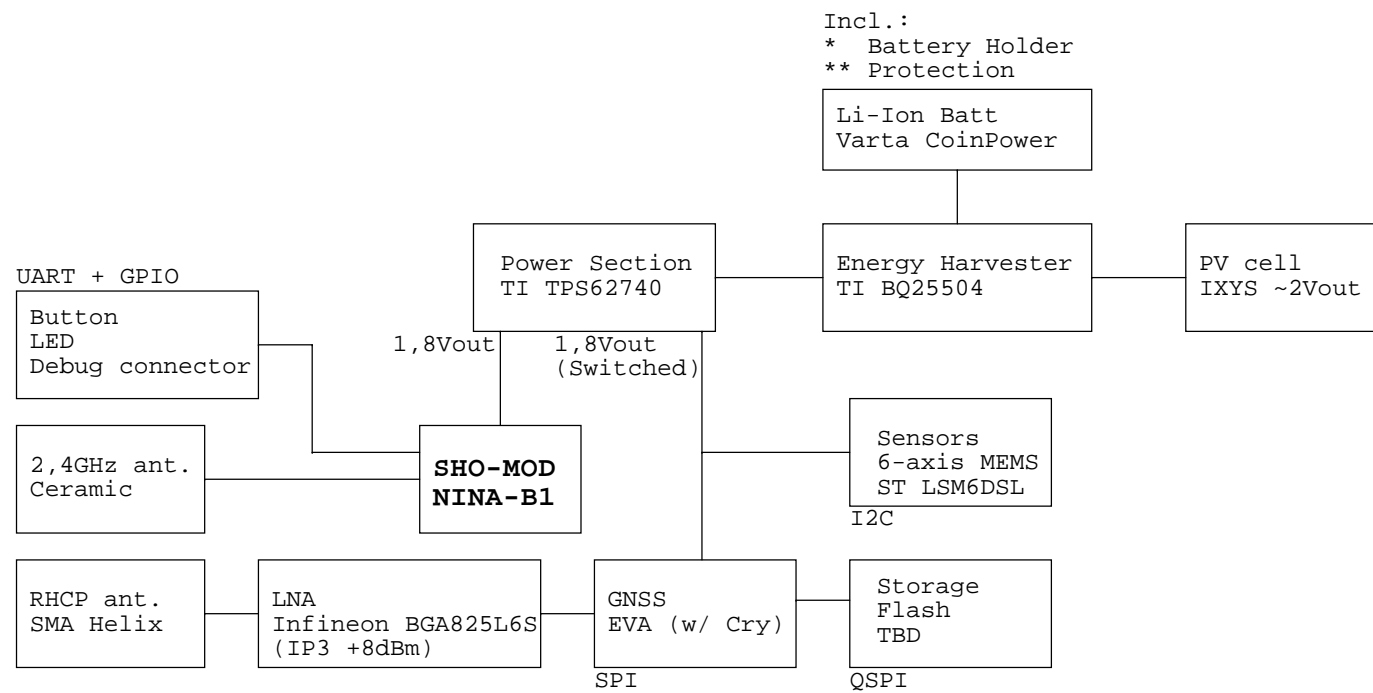 Incl.:
*  Battery Holder
** Protection
Li-Ion Batt
Varta CoinPower
Power Section
TI TPS62740
Energy Harvester
TI BQ25504
PV cell
IXYS ~2Vout
UART + GPIO
Button
LED
Debug connector
1,8Vout
1,8Vout
(Switched)
2,4GHz ant.
Ceramic
SHO-MOD
NINA-B1
Sensors
6-axis MEMS
ST LSM6DSL
I2C
RHCP ant.
SMA Helix
LNA
Infineon BGA825L6S
(IP3 +8dBm)
GNSS
EVA (w/ Cry)
SPI
Storage
Flash
TBD
QSPI